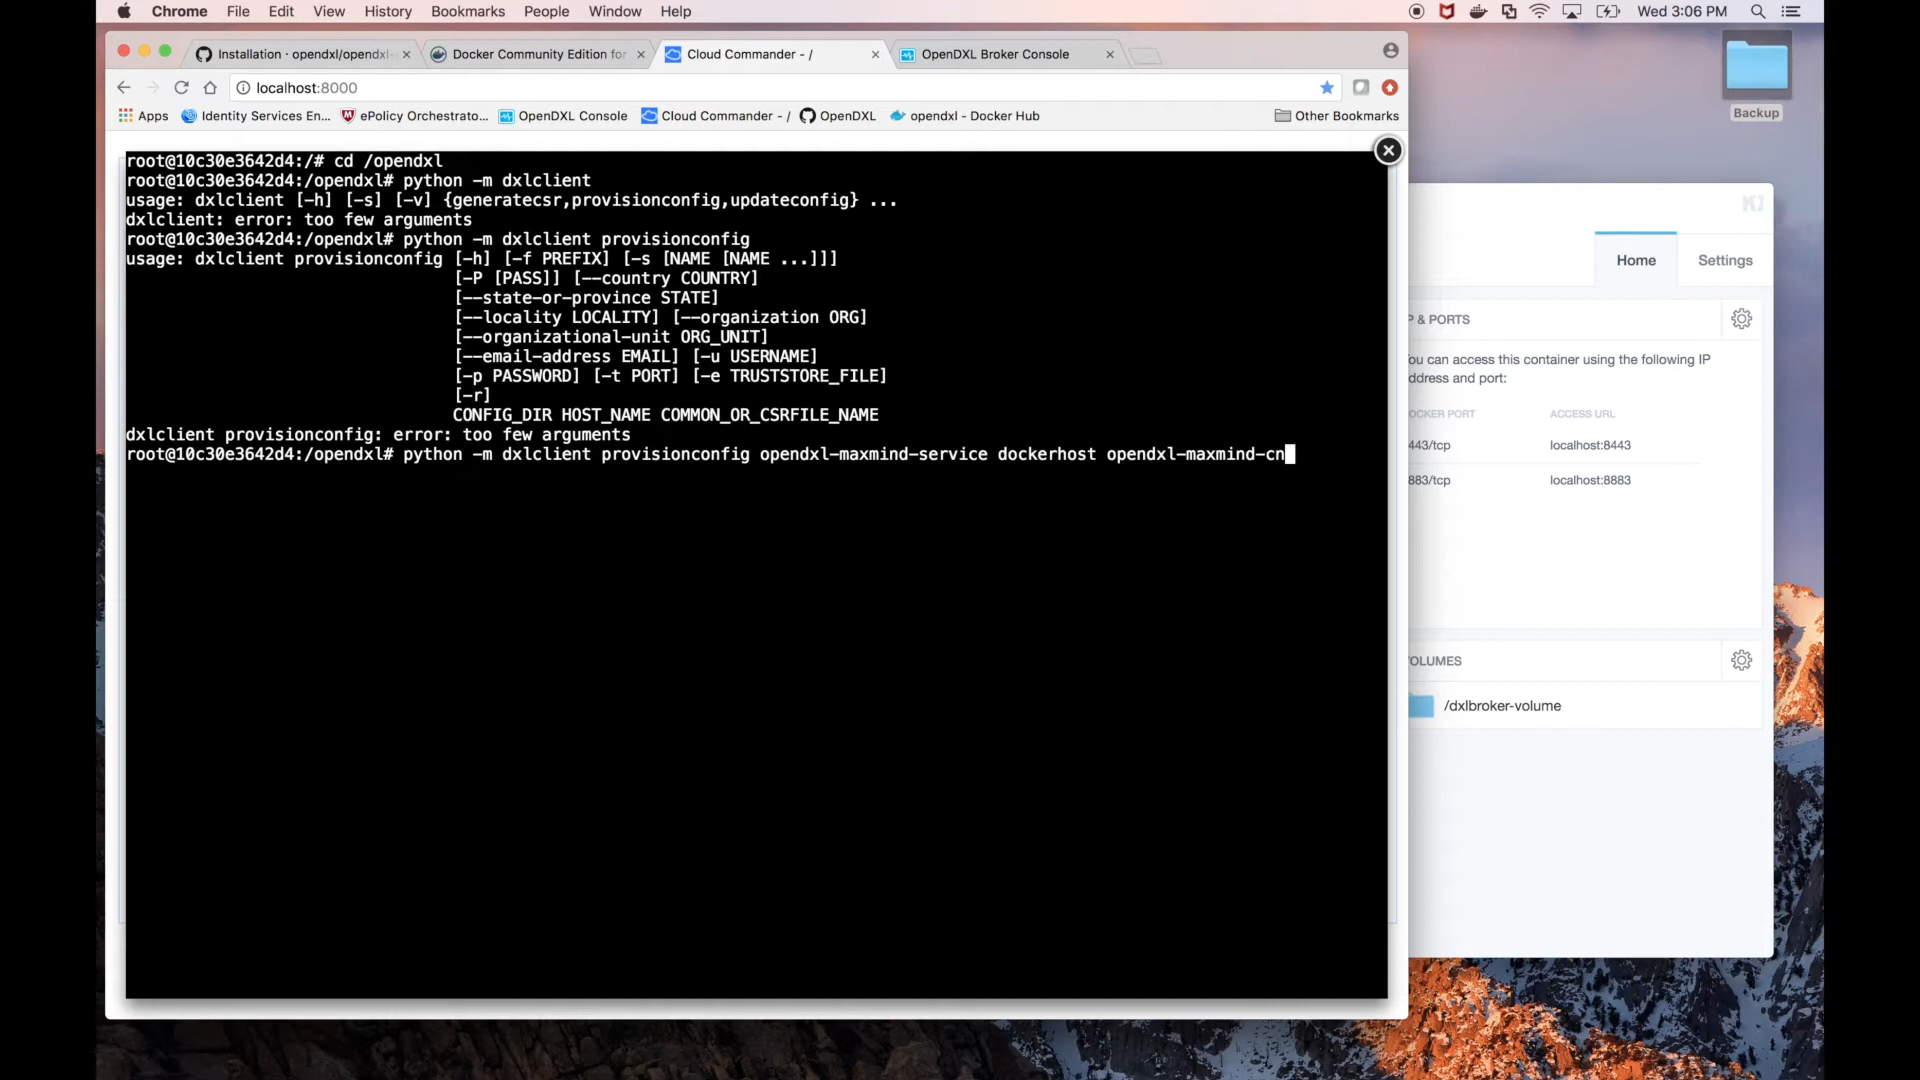 Chrome File Edit View History Bookmarks People Window Help Wed 3:06 PM
Installation · opendxl/opendxl- Docker Community Edition for Cloud Commander - / OpenDXL Broker Console
localhost:8000
Apps Identity Services En... ePolicy Orchestrato... OpenDXL Console Cloud Commander - / OpenDXL opendxl - Docker Hub Other Bookmarks
Backup
root@10c30e3642d4:/# cd /opendxl
root@10c30e3642d4:/opendxl# python -m dxlclient
usage: dxlclient [-h] [-s] [-v] {generatecsr,provisionconfig,updateconfig} ...
dxlclient: error: too few arguments
root@10c30e3642d4:/opendxl# python -m dxlclient provisionconfig
usage: dxlclient provisionconfig [-h] [-f PREFIX] [-s [NAME [NAME ...]]]
[-P [PASS]] [--country COUNTRY]
[--state-or-province STATE]
[--locality LOCALITY] [--organization ORG]
[--organizational-unit ORG_UNIT]
[--email-address EMAIL] [-u USERNAME]
[-p PASSWORD] [-t PORT] [-e TRUSTSTORE_FILE]
[-r]
CONFIG_DIR HOST_NAME COMMON_OR_CSRFILE_NAME
dxlclient provisionconfig: error: too few arguments
root@10c30e3642d4:/opendxl# python -m dxlclient provisionconfig opendxl-maxmind-service dockerhost opendxl-maxmind-cn
Home Settings
P & PORTS
ou can access this container using the following IP
ddress and port:
OCKER PORT ACCESS URL
443/tcp localhost:8443
883/tcp localhost:8883
OLUMES
/dxlbroker-volume